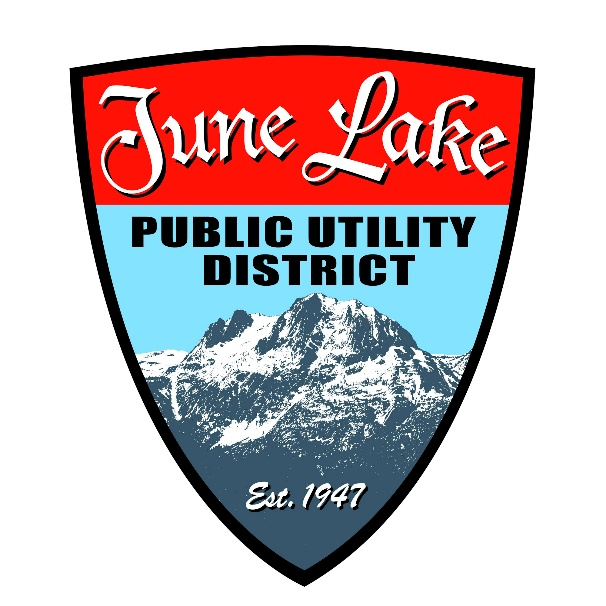 June Lake
PUBLIC UTILITY
DISTRICT
Est. 1947